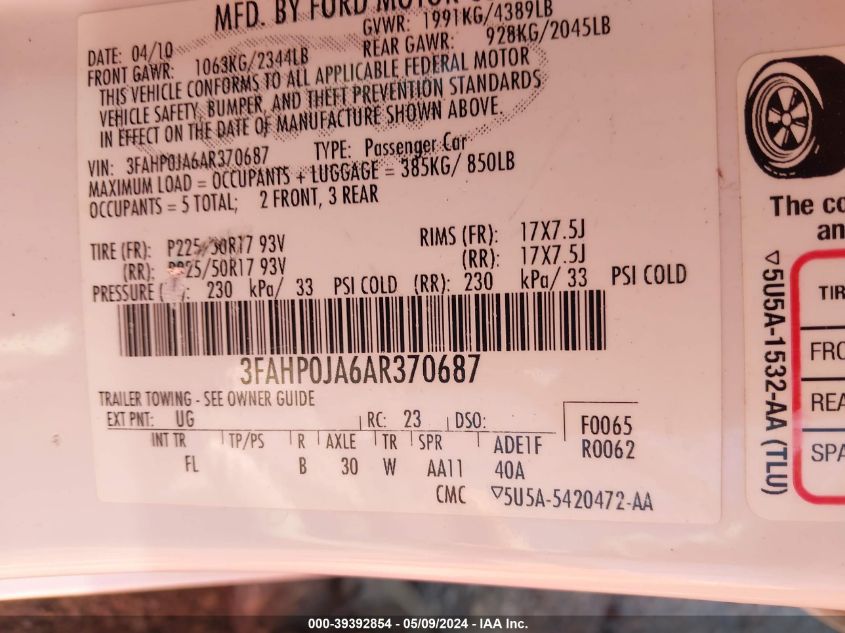 MFD. BY FORD MOTOR
GVWR: 1991KG/4389LB
DATE: 04/10 REAR GAWR: 928KG/2045LB
FRONT GAWR: 1063KG/2344LB
THIS VEHICLE CONFORMS TO ALL APPLICABLE FEDERAL MOTOR
VEHICLE SAFETY, BUMPER, AND THEFT PREVENTION STANDARDS
IN EFFECT ON THE DATE OF MANUFACTURE SHOWN ABOVE.
VIN: 3FAHP0JA6AR370687 TYPE: Passenger Car
MAXIMUM LOAD = OCCUPANTS + LUGGAGE = 385KG/ 850LB
OCCUPANTS = 5 TOTAL; 2 FRONT, 3 REAR
TIRE (FR): P225/50R17 93V RIMS (FR): 17X7.5J
(RR): P225/50R17 93V (RR): 17X7.5J
PRESSURE ( ): 230 kPa/ 33 PSI COLD (RR): 230 kPa/ 33 PSI COLD
3FAHP0JA6AR370687
TRAILER TOWING - SEE OWNER GUIDE
EXT PNT: UG RC: 23 DSO: F0065
INT TR TP/PS R AXLE TR SPR ADE1F R0062
FL B 30 W AA11 40A
CMC ▽5U5A-5420472-AA
The co
an
▽5U5A-1532-AA (TLU)
TIR
FRO
REA
SPA
000-39392854 - 05/09/2024 - IAA Inc.